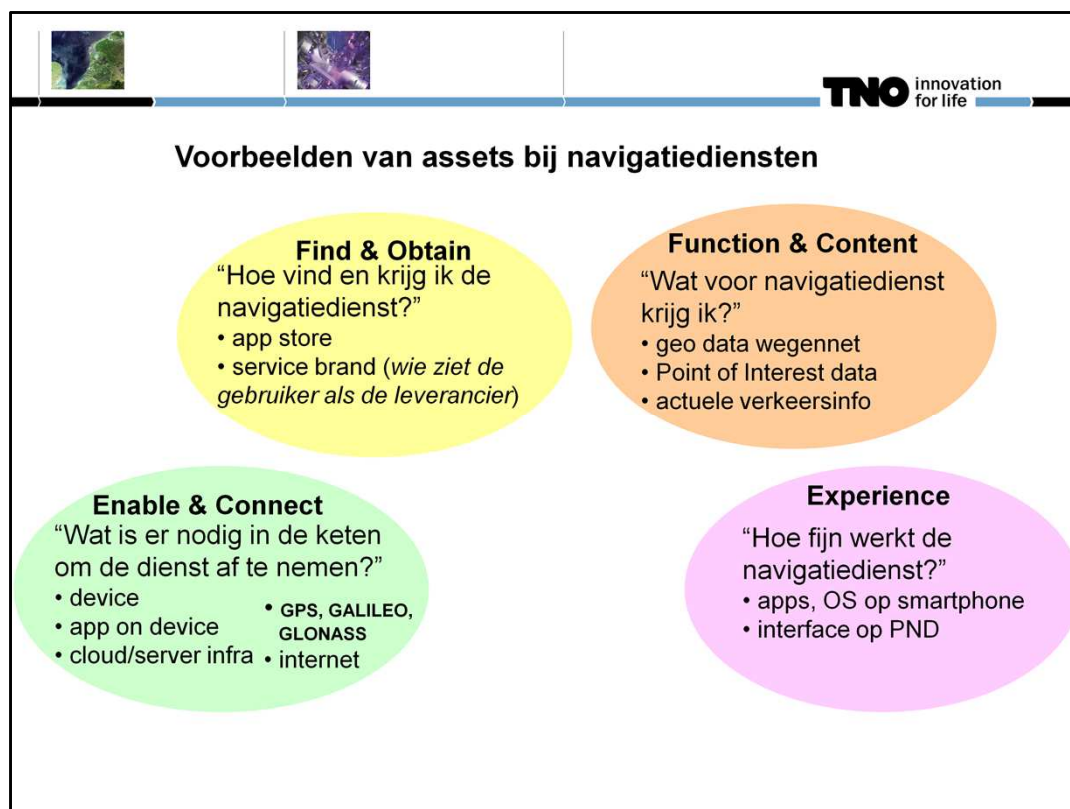 TNO innovation
for life
Voorbeelden van assets bij navigatiediensten
Find & Obtain
“Hoe vind en krijg ik de
navigatiedienst?”
• app store
• service brand (wie ziet de
gebruiker als de leverancier)
Function & Content
“Wat voor navigatiedienst
krijg ik?”
• geo data wegennet
• Point of Interest data
• actuele verkeersinfo
Enable & Connect
“Wat is er nodig in de keten
om de dienst af te nemen?”
• device
• app on device
• cloud/server infra
• GPS, GALILEO,
GLONASS
• internet
Experience
“Hoe fijn werkt de
navigatiedienst?”
• apps, OS op smartphone
• interface op PND